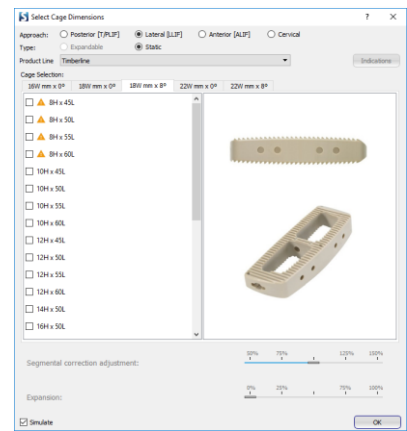 Select Cage Dimensions ? ×
Approach: Posterior [T/PLIF] Lateral [LLIF] Anterior [ALIF] Cervical
Type: Expandable Static
Product Line Timberline Indications
Cage Selection:
16W mm x 0° 18W mm x 0° 18W mm x 8° 22W mm x 0° 22W mm x 8°
8H x 45L
8H x 50L
8H x 55L
8H x 60L
10H x 45L
10H x 50L
10H x 55L
10H x 60L
12H x 45L
12H x 50L
12H x 55L
12H x 60L
14H x 50L
16H x 50L
50% 75% 125% 150%
Segmental correction adjustment:
0% 25% 75% 100%
Expansion:
Simulate OK